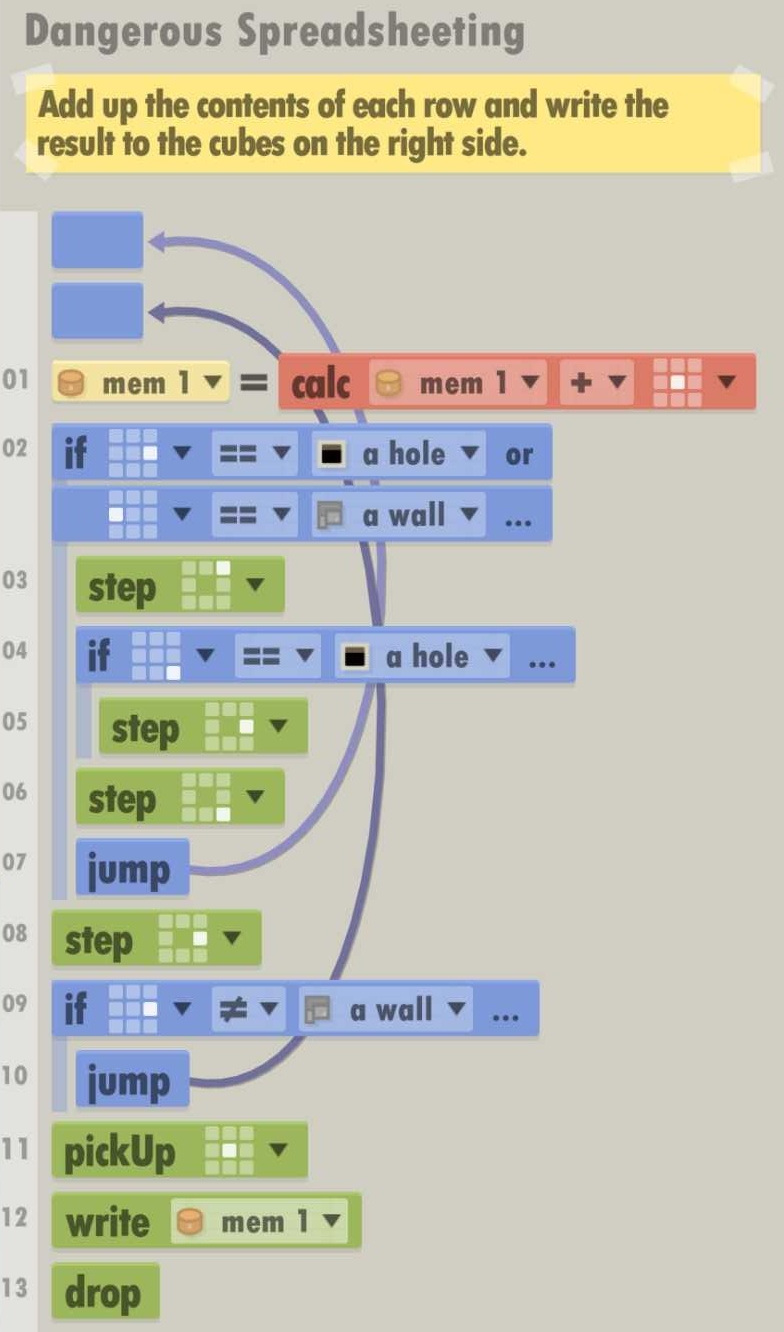 Dangerous Spreadsheeting
Add up the contents of each row and write the
result to the cubes on the right side.
01 mem 1 = calc mem 1 +
02 if == a hole or
== a wall ...
03 step
04 if == a hole ...
05 step
06 step
07 jump
08 step
09 if ≠ a wall ...
10 jump
11 pickUp
12 write mem 1
13 drop